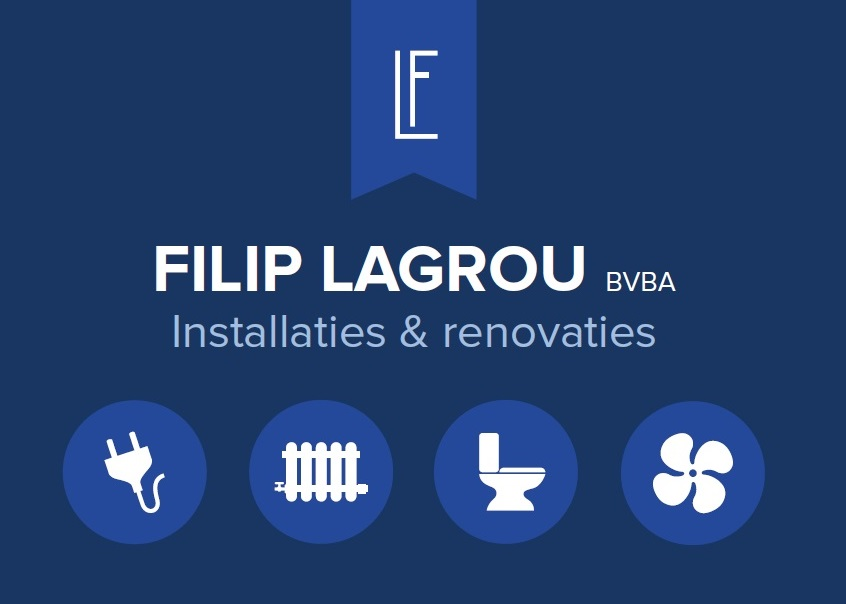 LF
FILIP LAGROU BVBA
Installaties & renovaties